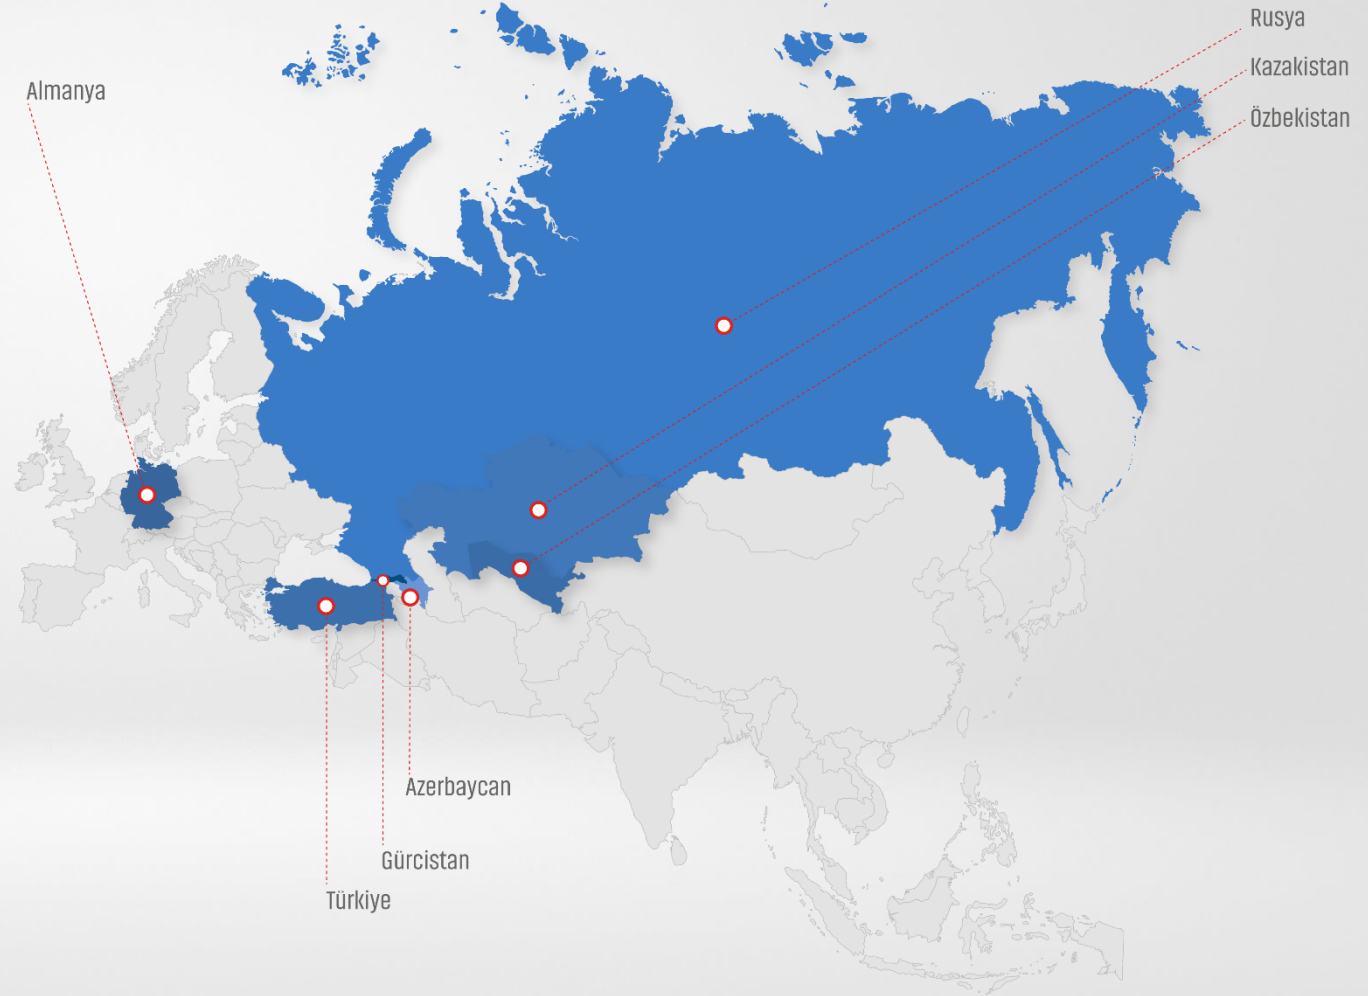 Rusya
Kazakistan
Almanya
Özbekistan
Azerbaycan
Gürcistan
Türkiye